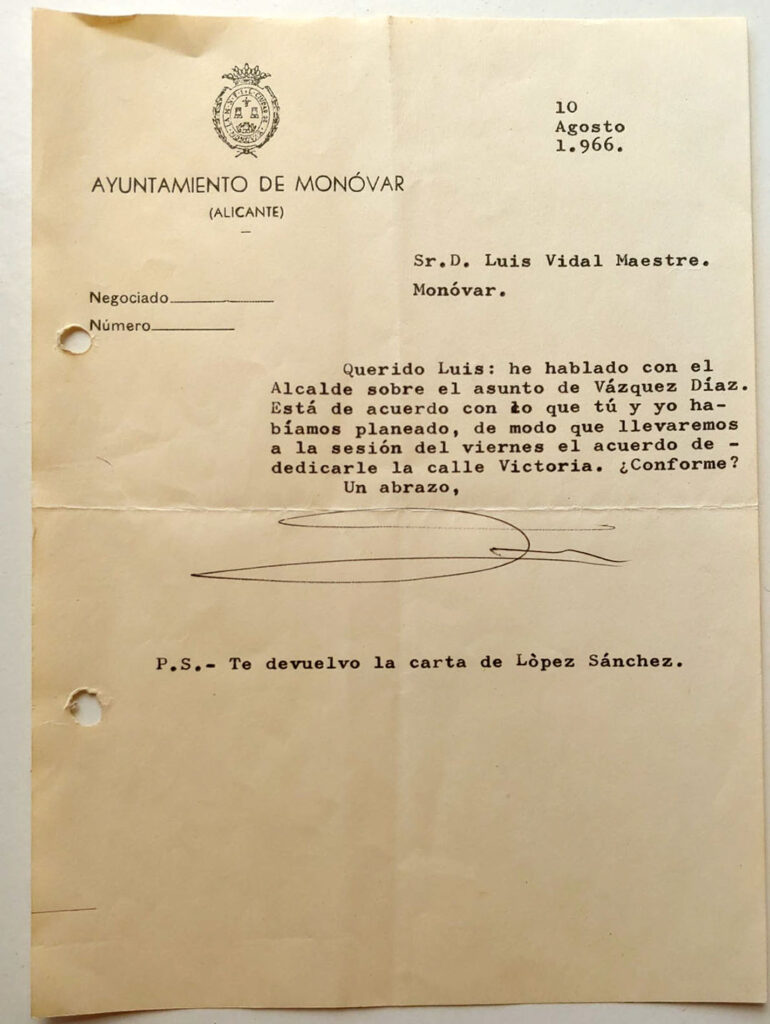 10
Agosto
1.966.
AYUNTAMIENTO DE MONÓVAR
(ALICANTE)
Sr.D. Luis Vidal Maestre.
Monóvar.
Negociado
Número
Querido Luis: he hablado con el
Alcalde sobre el asunto de Vázquez Díaz.
Está de acuerdo con lo que tú y yo ha-
bíamos planeado, de modo que llevaremos
a la sesión del viernes el acuerdo de -
dedicarle la calle Victoria. ¿Conforme?
Un abrazo,
P.S.- Te devuelvo la carta de Lòpez Sánchez.